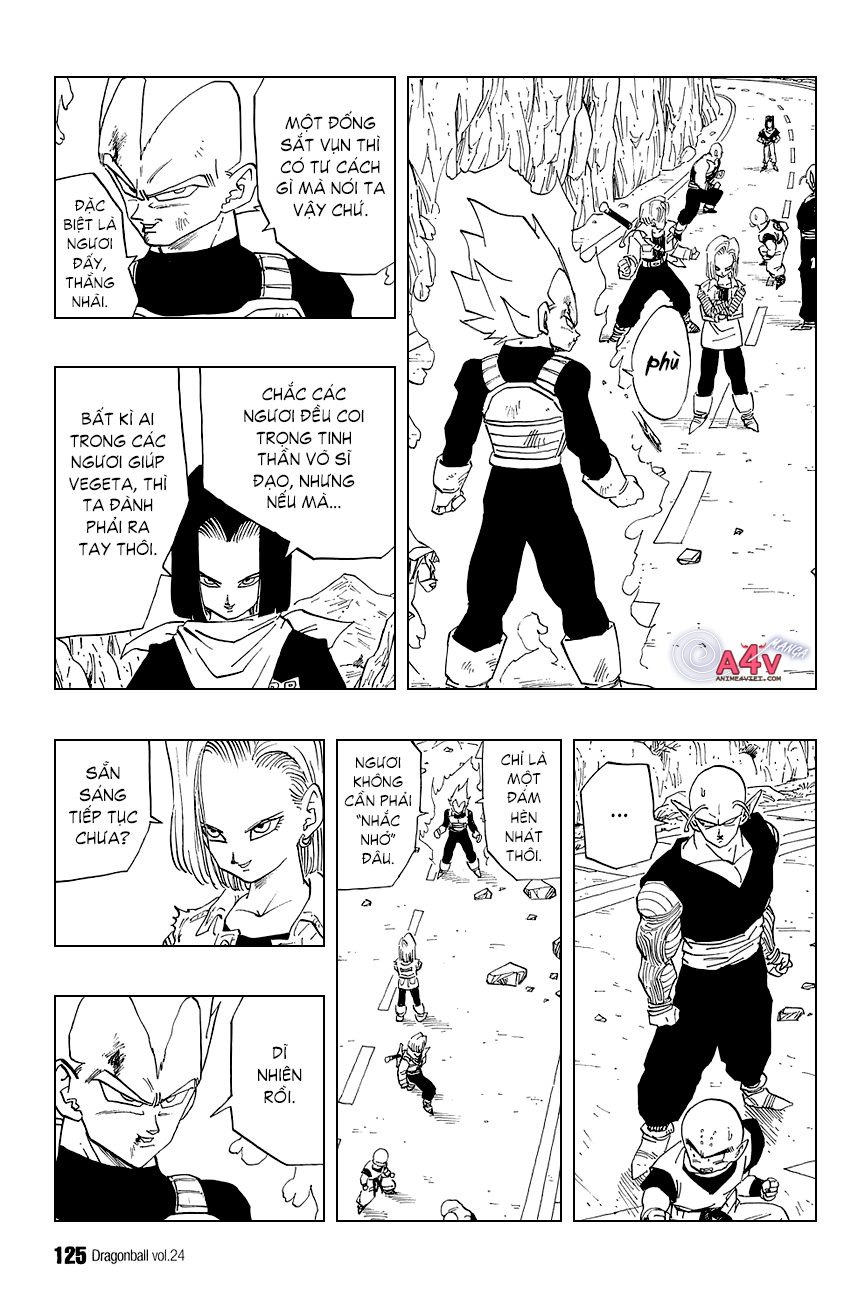 MỘT ĐỐNG
SẮT VỤN THÌ
CÓ TƯ CÁCH
GÌ MÀ NÓI TA
VẬY CHỨ.
ĐẶC
BIỆT LÀ
NGƯƠI
ĐẤY,
THẰNG
NHÃI.
phù
CHẮC CÁC
NGƯƠI ĐỀU COI
TRỌNG TINH
THẦN VÕ SĨ
ĐẠO, NHƯNG
NẾU MÀ...
BẤT KÌ AI
TRONG CÁC
NGƯƠI GIÚP
VEGETA, THÌ
TA ĐÀNH
PHẢI RA
TAY THÔI.
MANGA
A4V
ANIME4VIET.COM
SẴN
SÁNG
TIẾP TỤC
CHƯA?
CHỈ LÀ
MỘT
ĐÁM
HÈN
NHÁT
THÔI.
NGƯƠI
KHÔNG
CẦN PHẢI
“NHẮC
NHỞ”
ĐÂU.
...
DĨ
NHIÊN
RỒI.
125 Dragonball vol.24